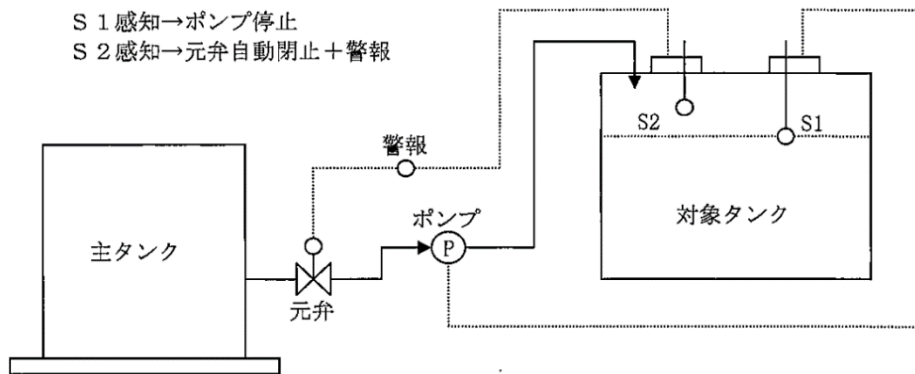 S1感知→ポンプ停止
S2感知→元弁自動閉止＋警報
S2
S1
警報
ポンプ
対象タンク
主タンク
P
元弁